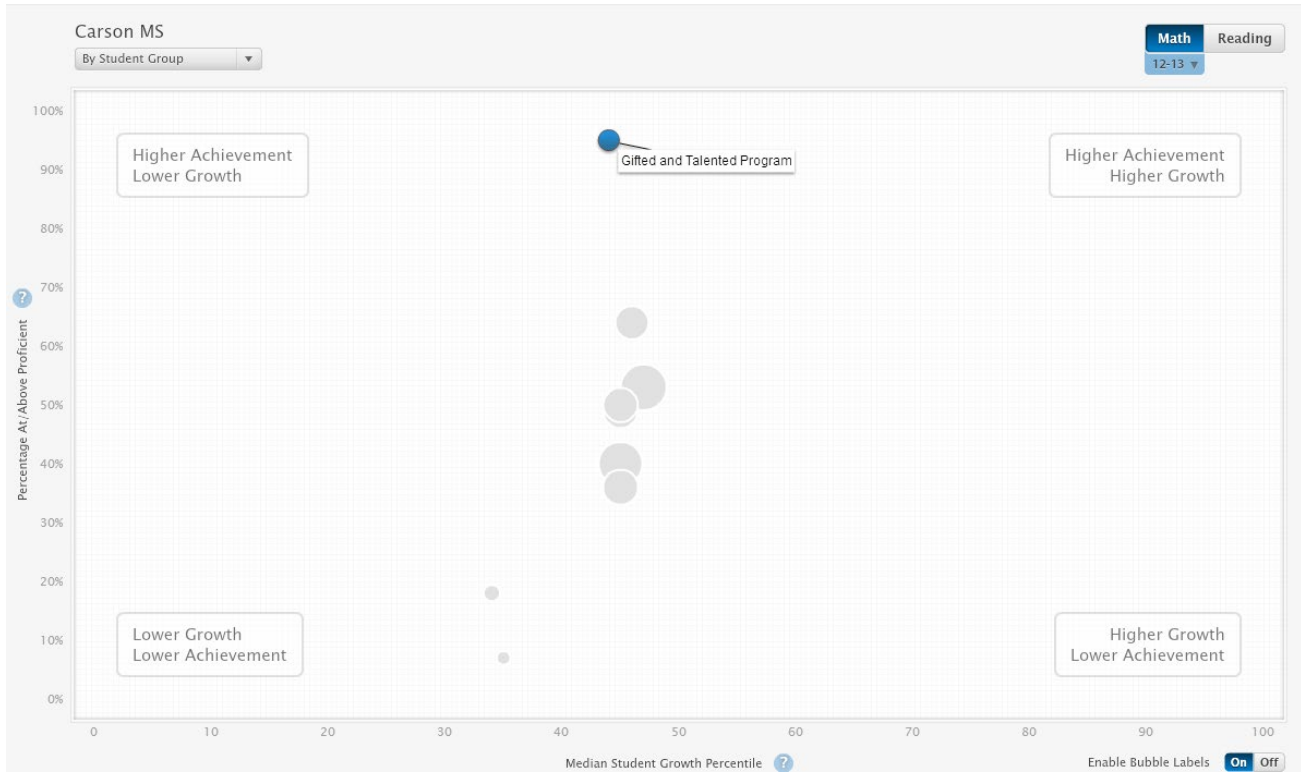 Carson MS
By Student Group
Math
Reading
12-13
100%
90%
80%
70%
60%
50%
40%
30%
20%
10%
0%
Higher Achievement
Lower Growth
Gifted and Talented Program
Higher Achievement
Higher Growth
?
Percentage At/Above Proficient
Lower Growth
Lower Achievement
Higher Growth
Lower Achievement
0 10 20 30 40 50 60 70 80 90 100
Median Student Growth Percentile ?
Enable Bubble Labels On Off